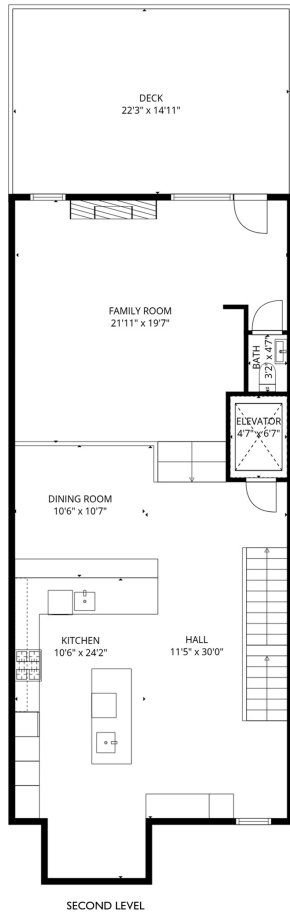 DECK
22'3" x 14'11"
FAMILY ROOM
21'11" x 19'7"
BATH
3'2" x 4'7"
ELEVATOR
4'7" x 6'7"
DINING ROOM
10'6" x 10'7"
KITCHEN
10'6" x 24'2"
HALL
11'5" x 30'0"
SECOND LEVEL